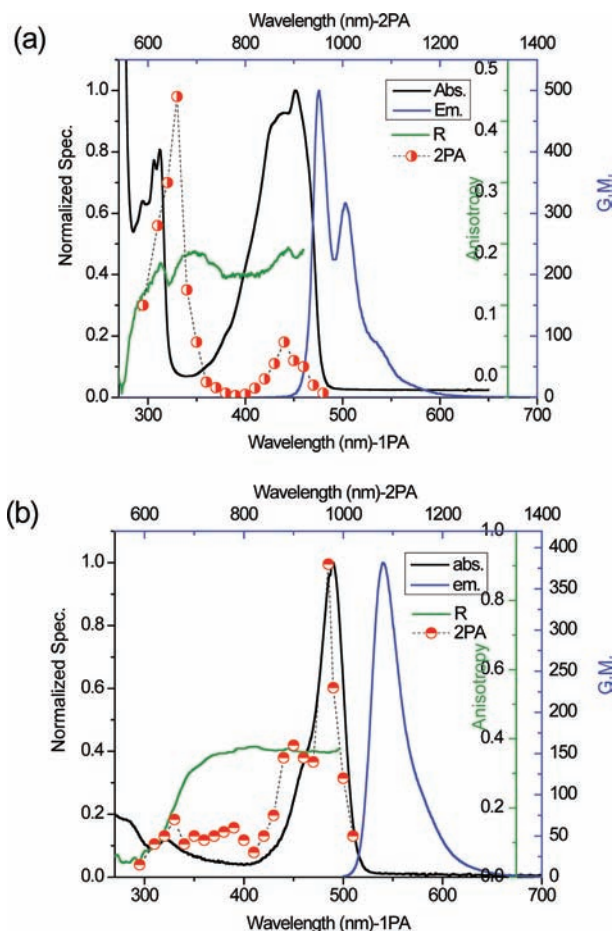 (a)
Wavelength (nm)-2PA
600 800 1000 1200 1400
Normalized Spec.
1.0
0.8
0.6
0.4
0.2
0.0
Abs.
Em.
R
2PA
0.5
0.4
0.3
0.2
0.1
0.0
Anisotropy
500
400
300
200
100
0
G.M.
300 400 500 600 700
Wavelength (nm)-1PA
(b)
Wavelength (nm)-2PA
600 800 1000 1200 1400
Normalized Spec.
1.0
0.8
0.6
0.4
0.2
0.0
abs.
em.
R
2PA
1.0
0.8
0.6
0.4
0.2
0.0
Anisotropy
400
350
300
250
200
150
100
50
0
G.M.
300 400 500 600 700
Wavelength (nm)-1PA